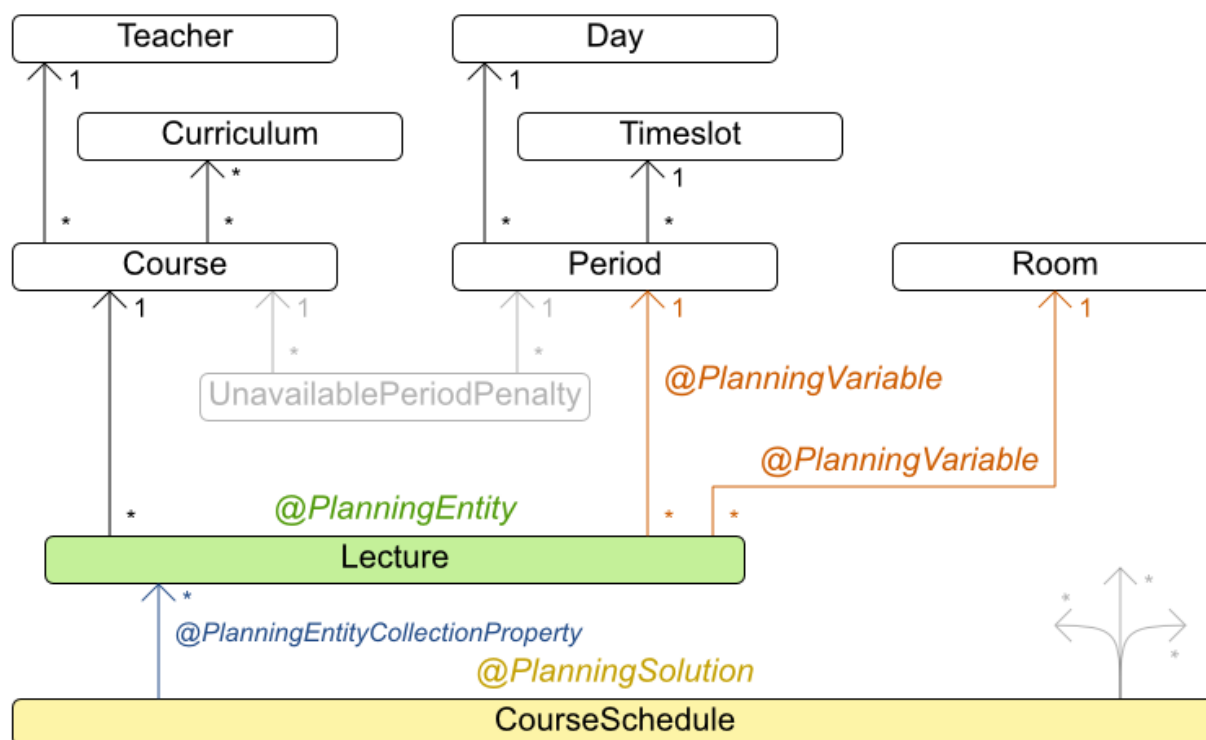 Teacher
Day
1
1
Curriculum
Timeslot
*
1
*
*
*
*
Course
Period
Room
1
1
1
1
1
*
*
@PlanningVariable
UnavailablePeriodPenalty
@PlanningVariable
@PlanningEntity
*
*
*
Lecture
*
*
*
@PlanningEntityCollectionProperty
*
@PlanningSolution
CourseSchedule